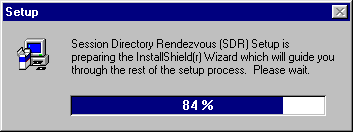 Setup
Session Directory Rendezvous (SDR) Setup is
preparing the InstallShield(r) Wizard which will guide you
through the rest of the setup process. Please wait.
84 %